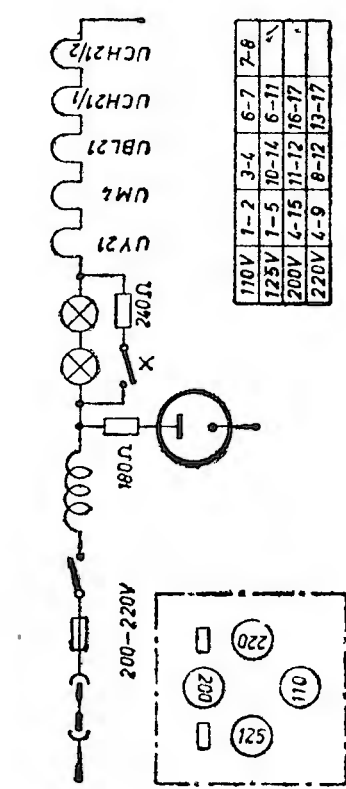 UCH21/2
UCH21/1
UBL21
UM4
UY21
240Ω
X
180Ω
200-220V
110V 1-2 3-4 6-7 7-8
125V 1-5 10-14 6-11
200V 4-15 11-12 16-17
220V 4-9 8-12 13-17
220
200
110
125